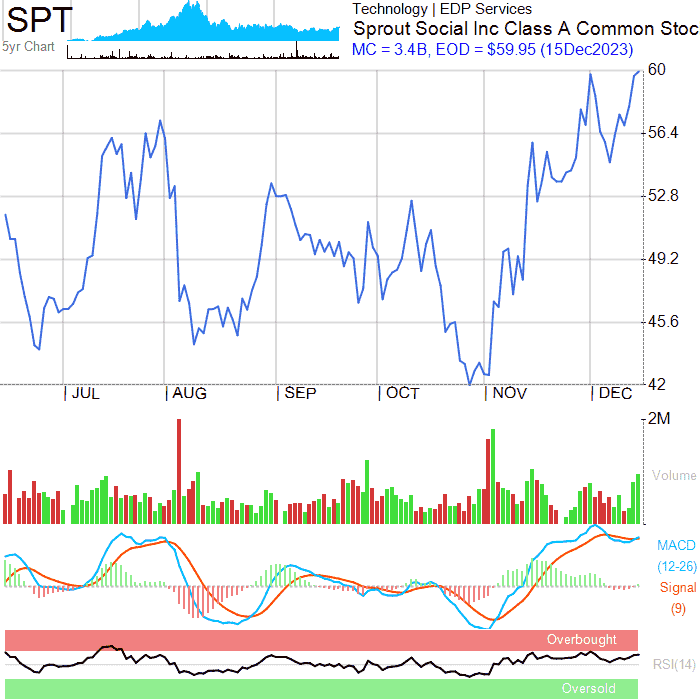 SPT
5yr Chart
Technology | EDP Services
Sprout Social Inc Class A Common Stoc
MC = 3.4B, EOD = $59.95 (15Dec2023)
60
56.4
52.8
49.2
45.6
42
JUL AUG SEP OCT NOV DEC
2M
Volume
MACD
(12-26)
Signal
(9)
Overbought
RSI(14)
Oversold